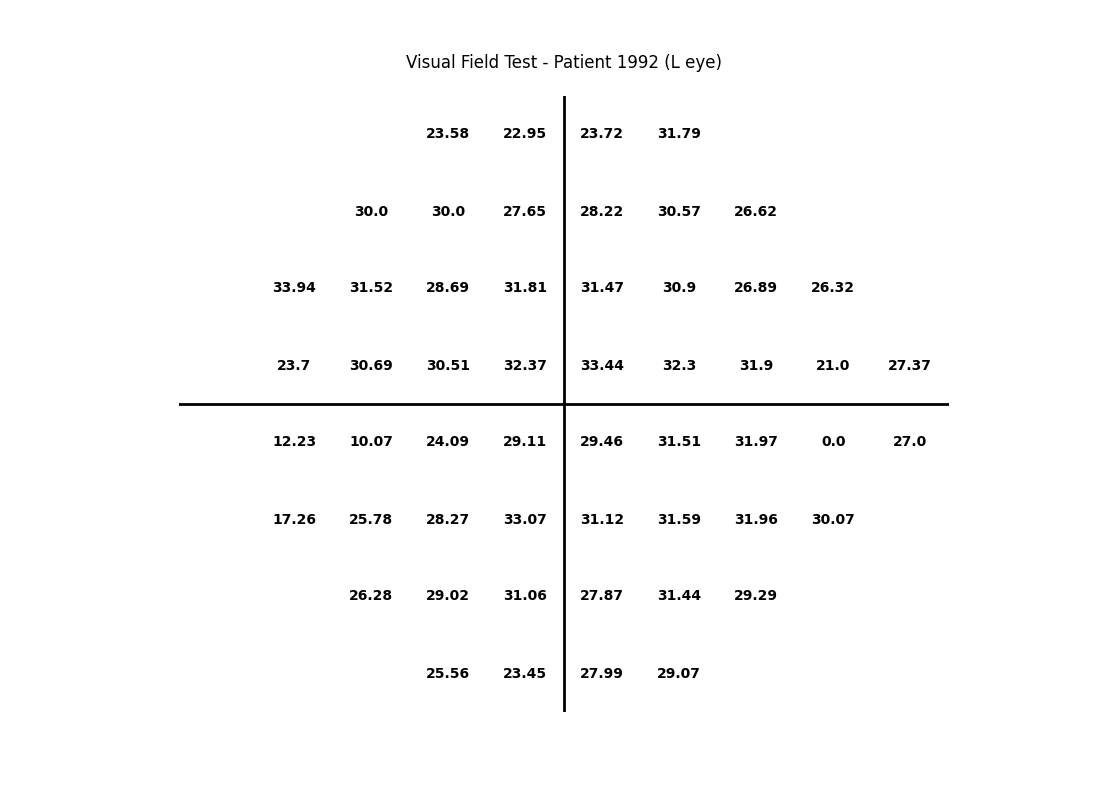 Visual Field Test - Patient 1992 (L eye)
23.58 22.95 23.72 31.79
30.0 30.0 27.65 28.22 30.57 26.62
33.94 31.52 28.69 31.81 31.47 30.9 26.89 26.32
23.7 30.69 30.51 32.37 33.44 32.3 31.9 21.0 27.37
12.23 10.07 24.09 29.11 29.46 31.51 31.97 0.0 27.0
17.26 25.78 28.27 33.07 31.12 31.59 31.96 30.07
26.28 29.02 31.06 27.87 31.44 29.29
25.56 23.45 27.99 29.07